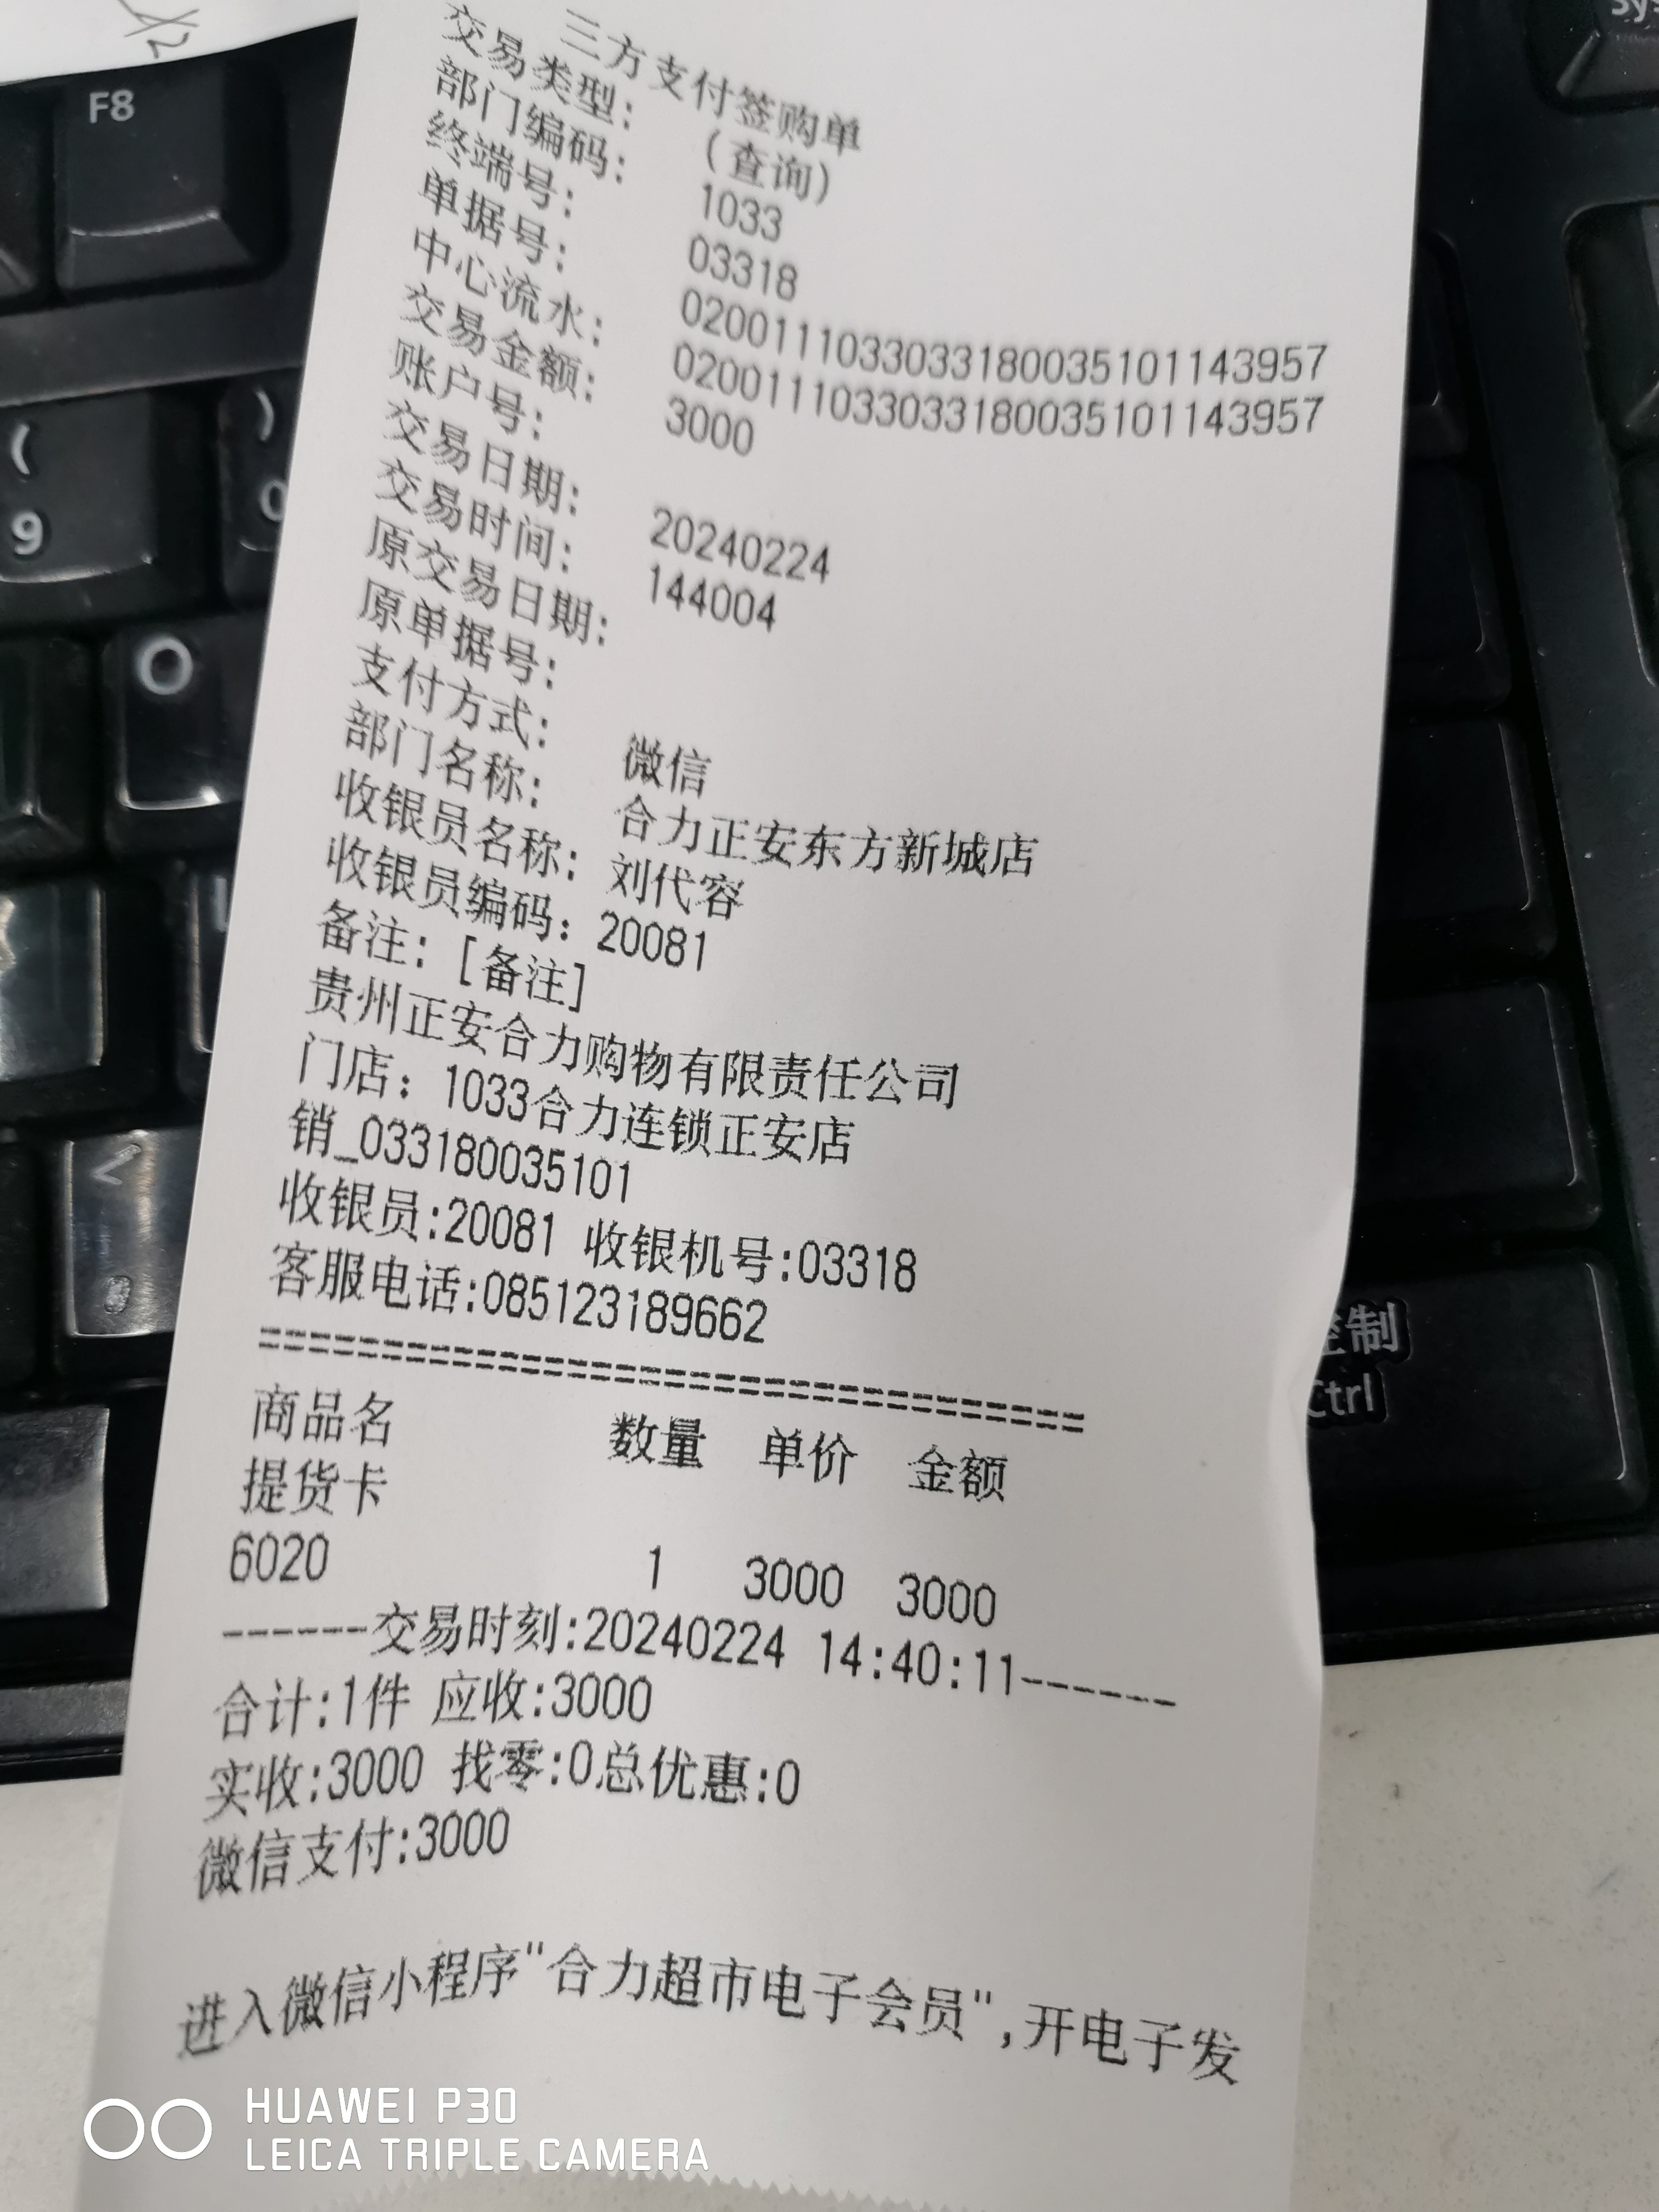 三方支付签购单
交易类型: (查询)
部门编码: 1033
终端号: 03318
单据号: 0200111033033180035101143957
中心流水: 0200111033033180035101143957
交易金额: 3000
账户号:
交易日期: 20240224
交易时间: 144004
原交易日期:
原单据号:
支付方式: 微信
部门名称: 合力正安东方新城店
收银员名称: 刘代容
收银员编码: 20081
备注: [备注]
贵州正安合力购物有限责任公司
门店: 1033合力连锁正安店
销_033180035101
收银员:20081 收银机号:03318
客服电话:085123189662
==================================
商品名 数量 单价 金额
提货卡
6020 1 3000 3000
------交易时刻:20240224 14:40:11------
合计:1件 应收:3000
实收:3000 找零:0总优惠:0
微信支付:3000
进入微信小程序"合力超市电子会员",开电子发
HUAWEI P30
LEICA TRIPLE CAMERA
F8
(
9
)
O
控制
Ctrl